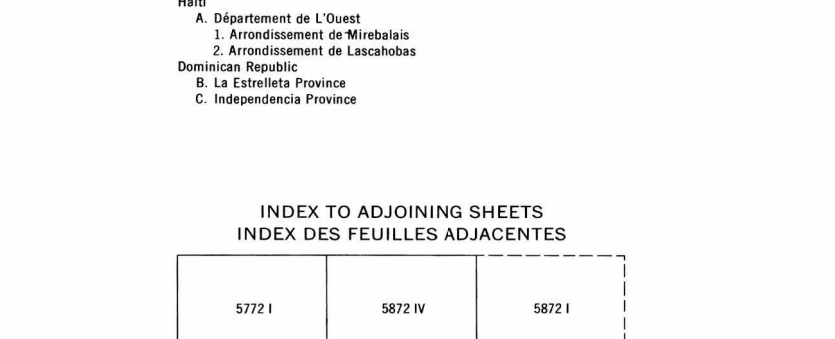 Haiti
A. Département de L'Ouest
1. Arrondissement de Mirebalais
2. Arrondissement de Lascahobas
Dominican Republic
B. La Estrelleta Province
C. Independencia Province
INDEX TO ADJOINING SHEETS
INDEX DES FEUILLES ADJACENTES
5772 I 5872 IV 5872 I